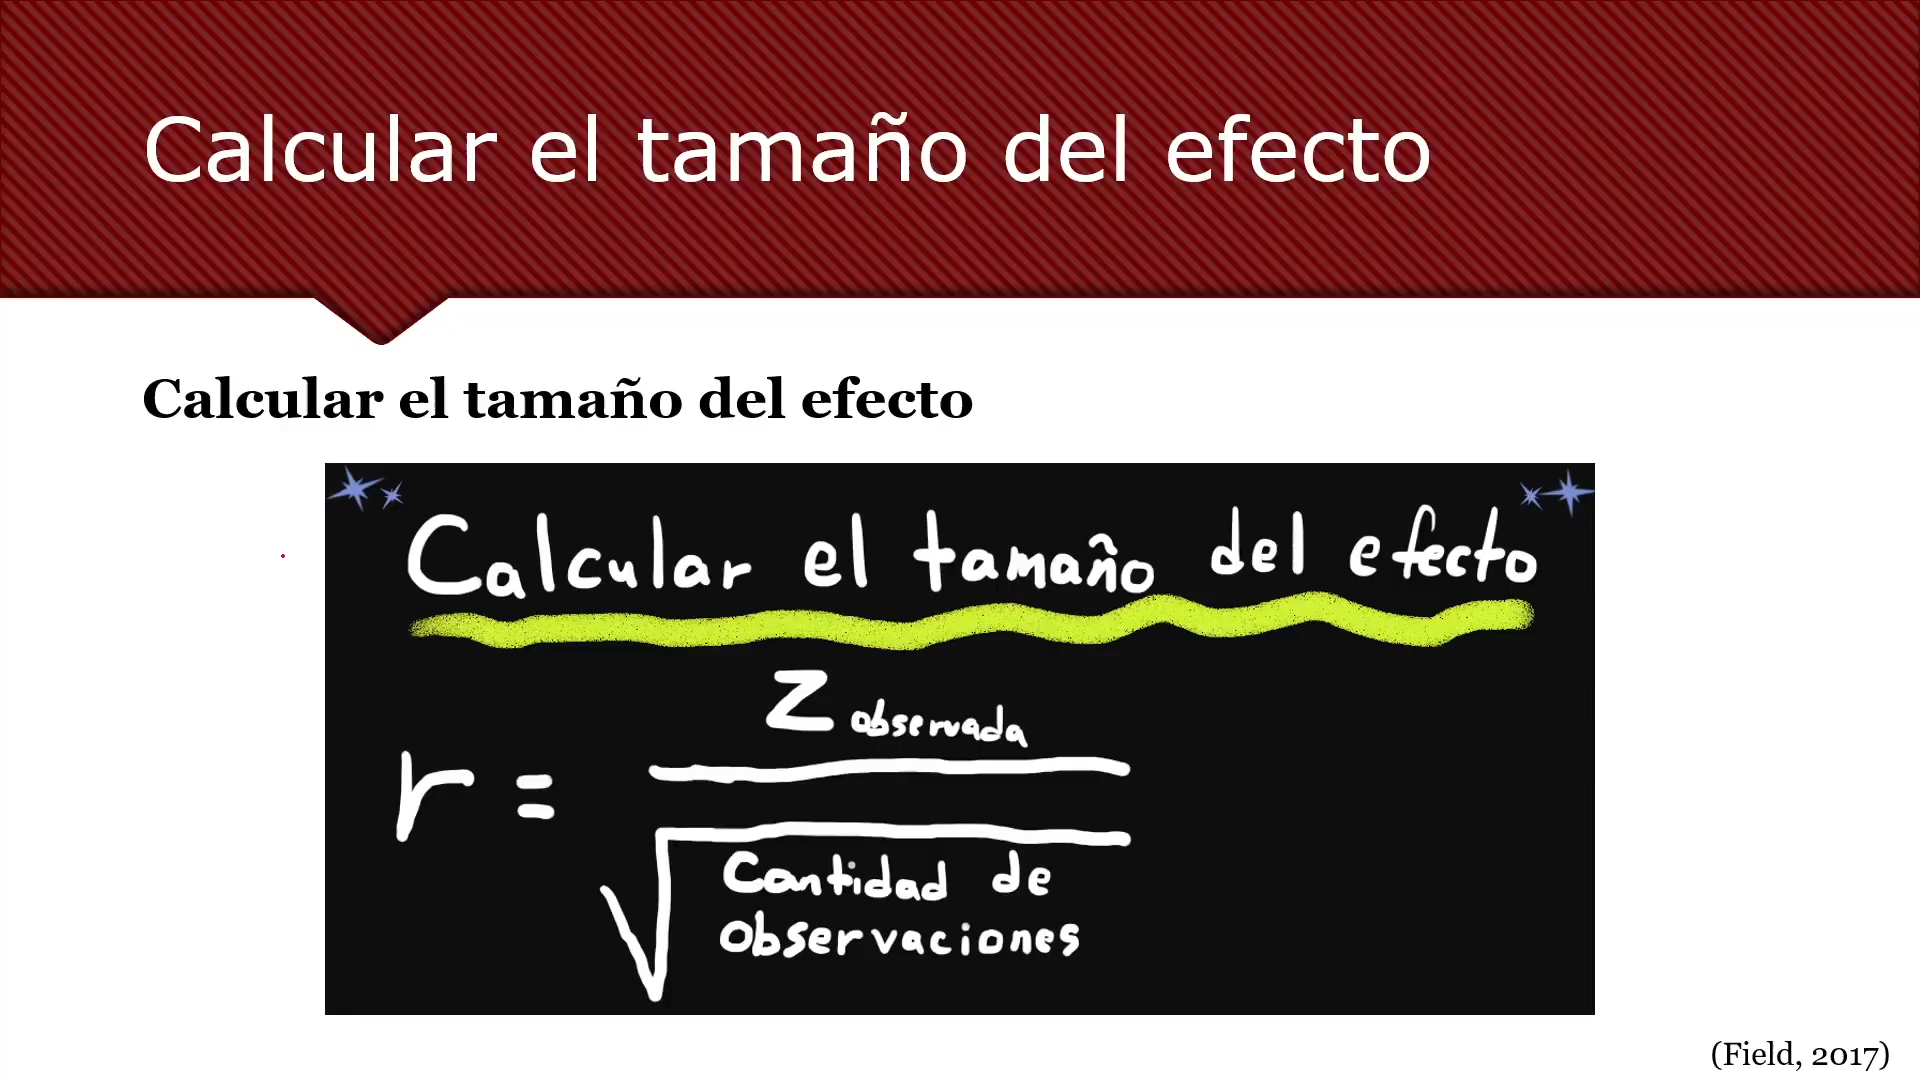 Calcular el tamaño del efecto
Calcular el tamaño del efecto
Calcular el tamaño del efecto
r = Z observada
√ Cantidad de
observaciones
(Field, 2017)